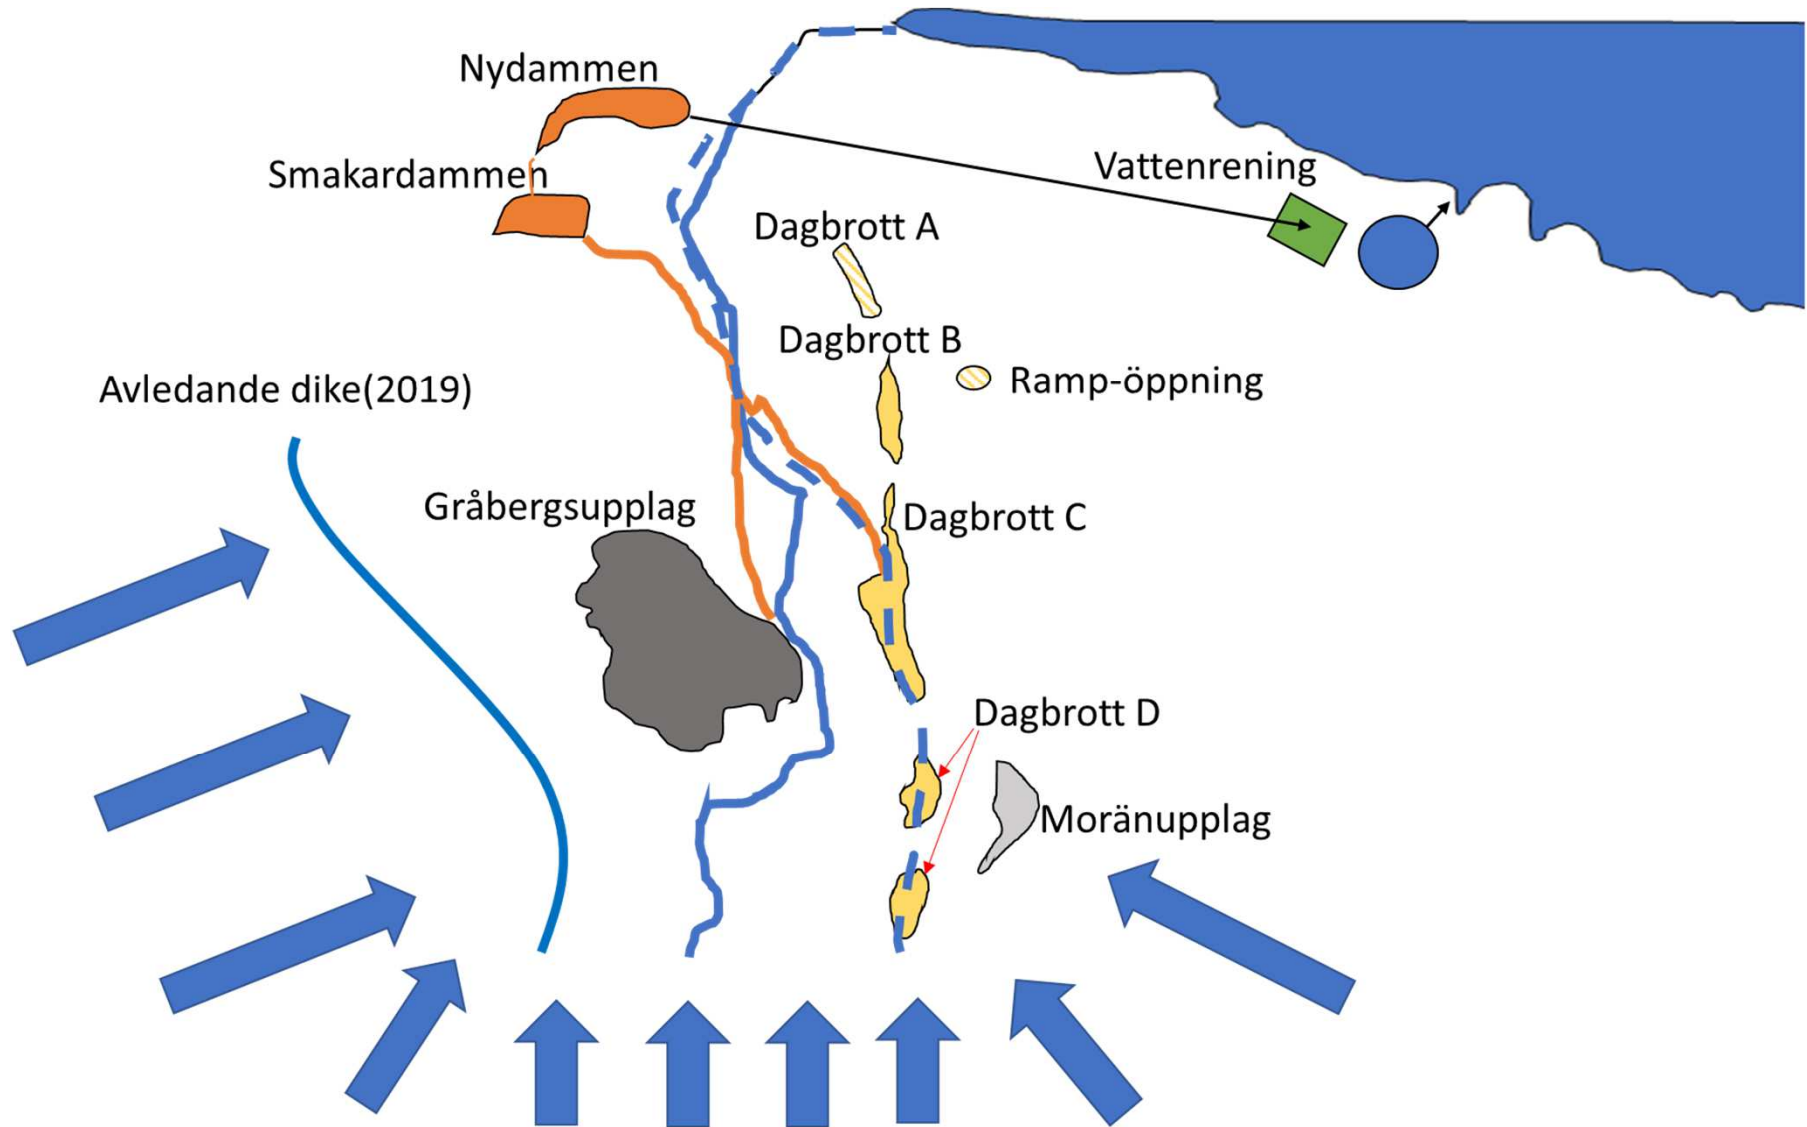 Nydammen
Smakardammen
Vattenrening
Dagbrott A
Dagbrott B
Ramp-öppning
Avledande dike(2019)
Gråbergsupplag
Dagbrott C
Dagbrott D
Moränupplag